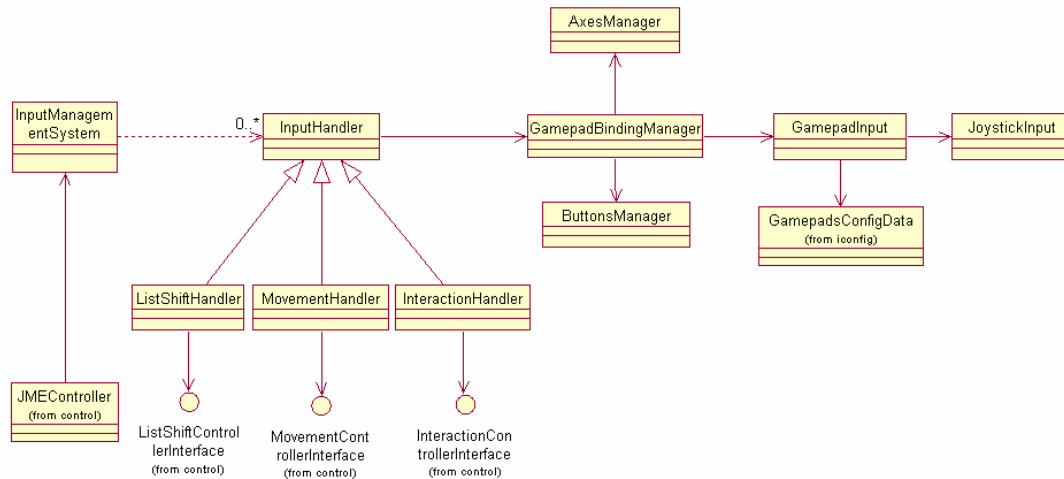 AxesManager
InputManagem
entSystem
0..*
InputHandler
GamepadBindingManager
GamepadInput
JoystickInput
ButtonsManager
GamepadsConfigData
(from iconfig)
ListShiftHandler
MovementHandler
InteractionHandler
JMEController
(from control)
ListShiftControl
lerInterface
(from control)
MovementCont
rollerInterface
(from control)
InteractionCon
trollerInterface
(from control)